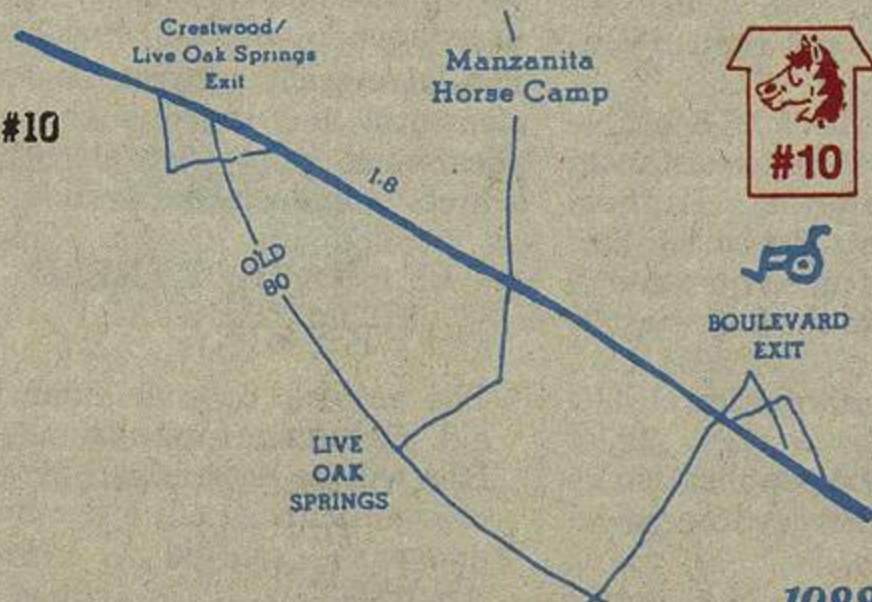 Crestwood/
Live Oak Springs
Exit
Manzanita
Horse Camp
#10
#10
I-8
OLD
80
BOULEVARD
EXIT
LIVE
OAK
SPRINGS